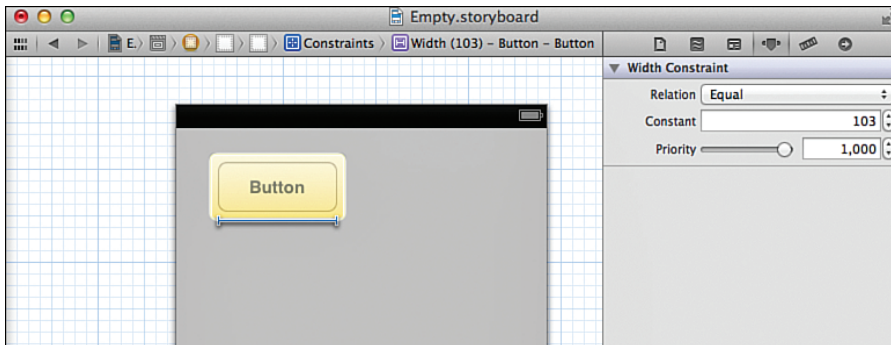 Empty.storyboard
E.
Constraints
Width (103) – Button – Button
Width Constraint
Relation Equal
Constant 103
Priority 1,000
Button